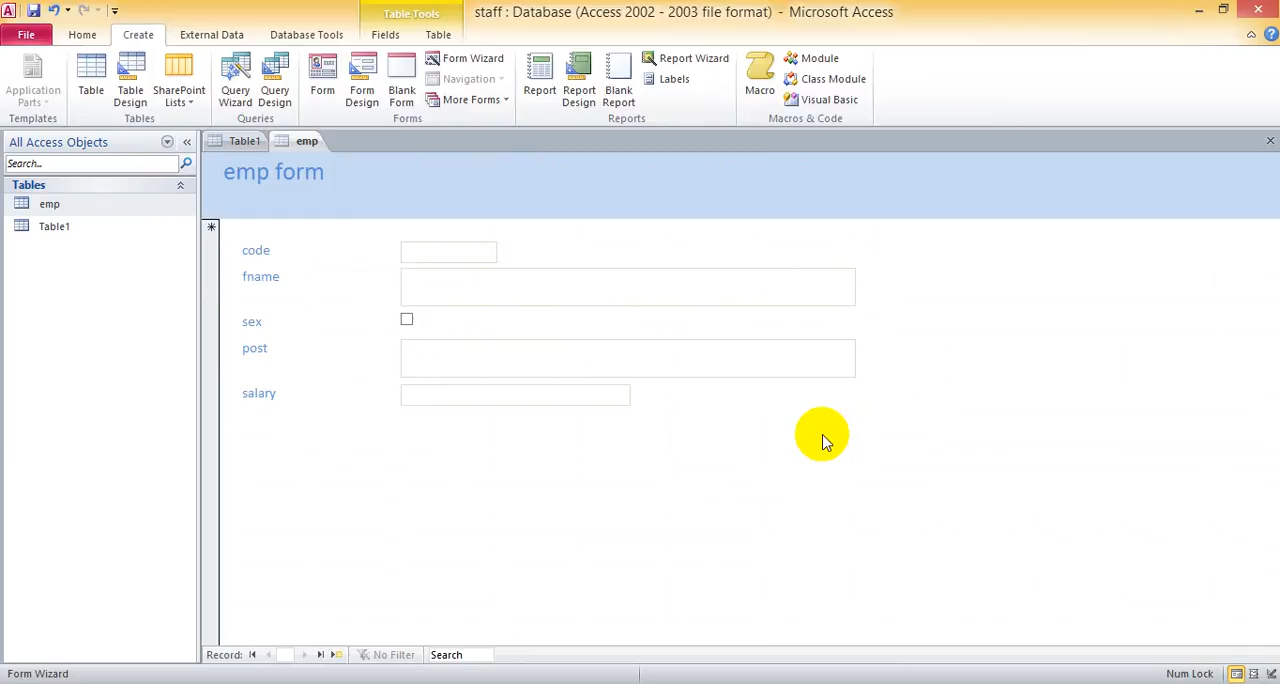 Table Tools
staff : Database (Access 2002 - 2003 file format) - Microsoft Access
File Home Create External Data Database Tools Fields Table
Application Parts Table Table Design SharePoint Lists Query Wizard Query Design Form Form Design Blank Form Form Wizard Navigation More Forms Report Report Design Blank Report Report Wizard Labels Macro Module Class Module Visual Basic
Templates Tables Queries Forms Reports Macros & Code
All Access Objects
Table1 emp
Search...
Tables
emp
Table1
emp form
code
fname
sex
post
salary
Record: No Filter Search
Form Wizard Num Lock